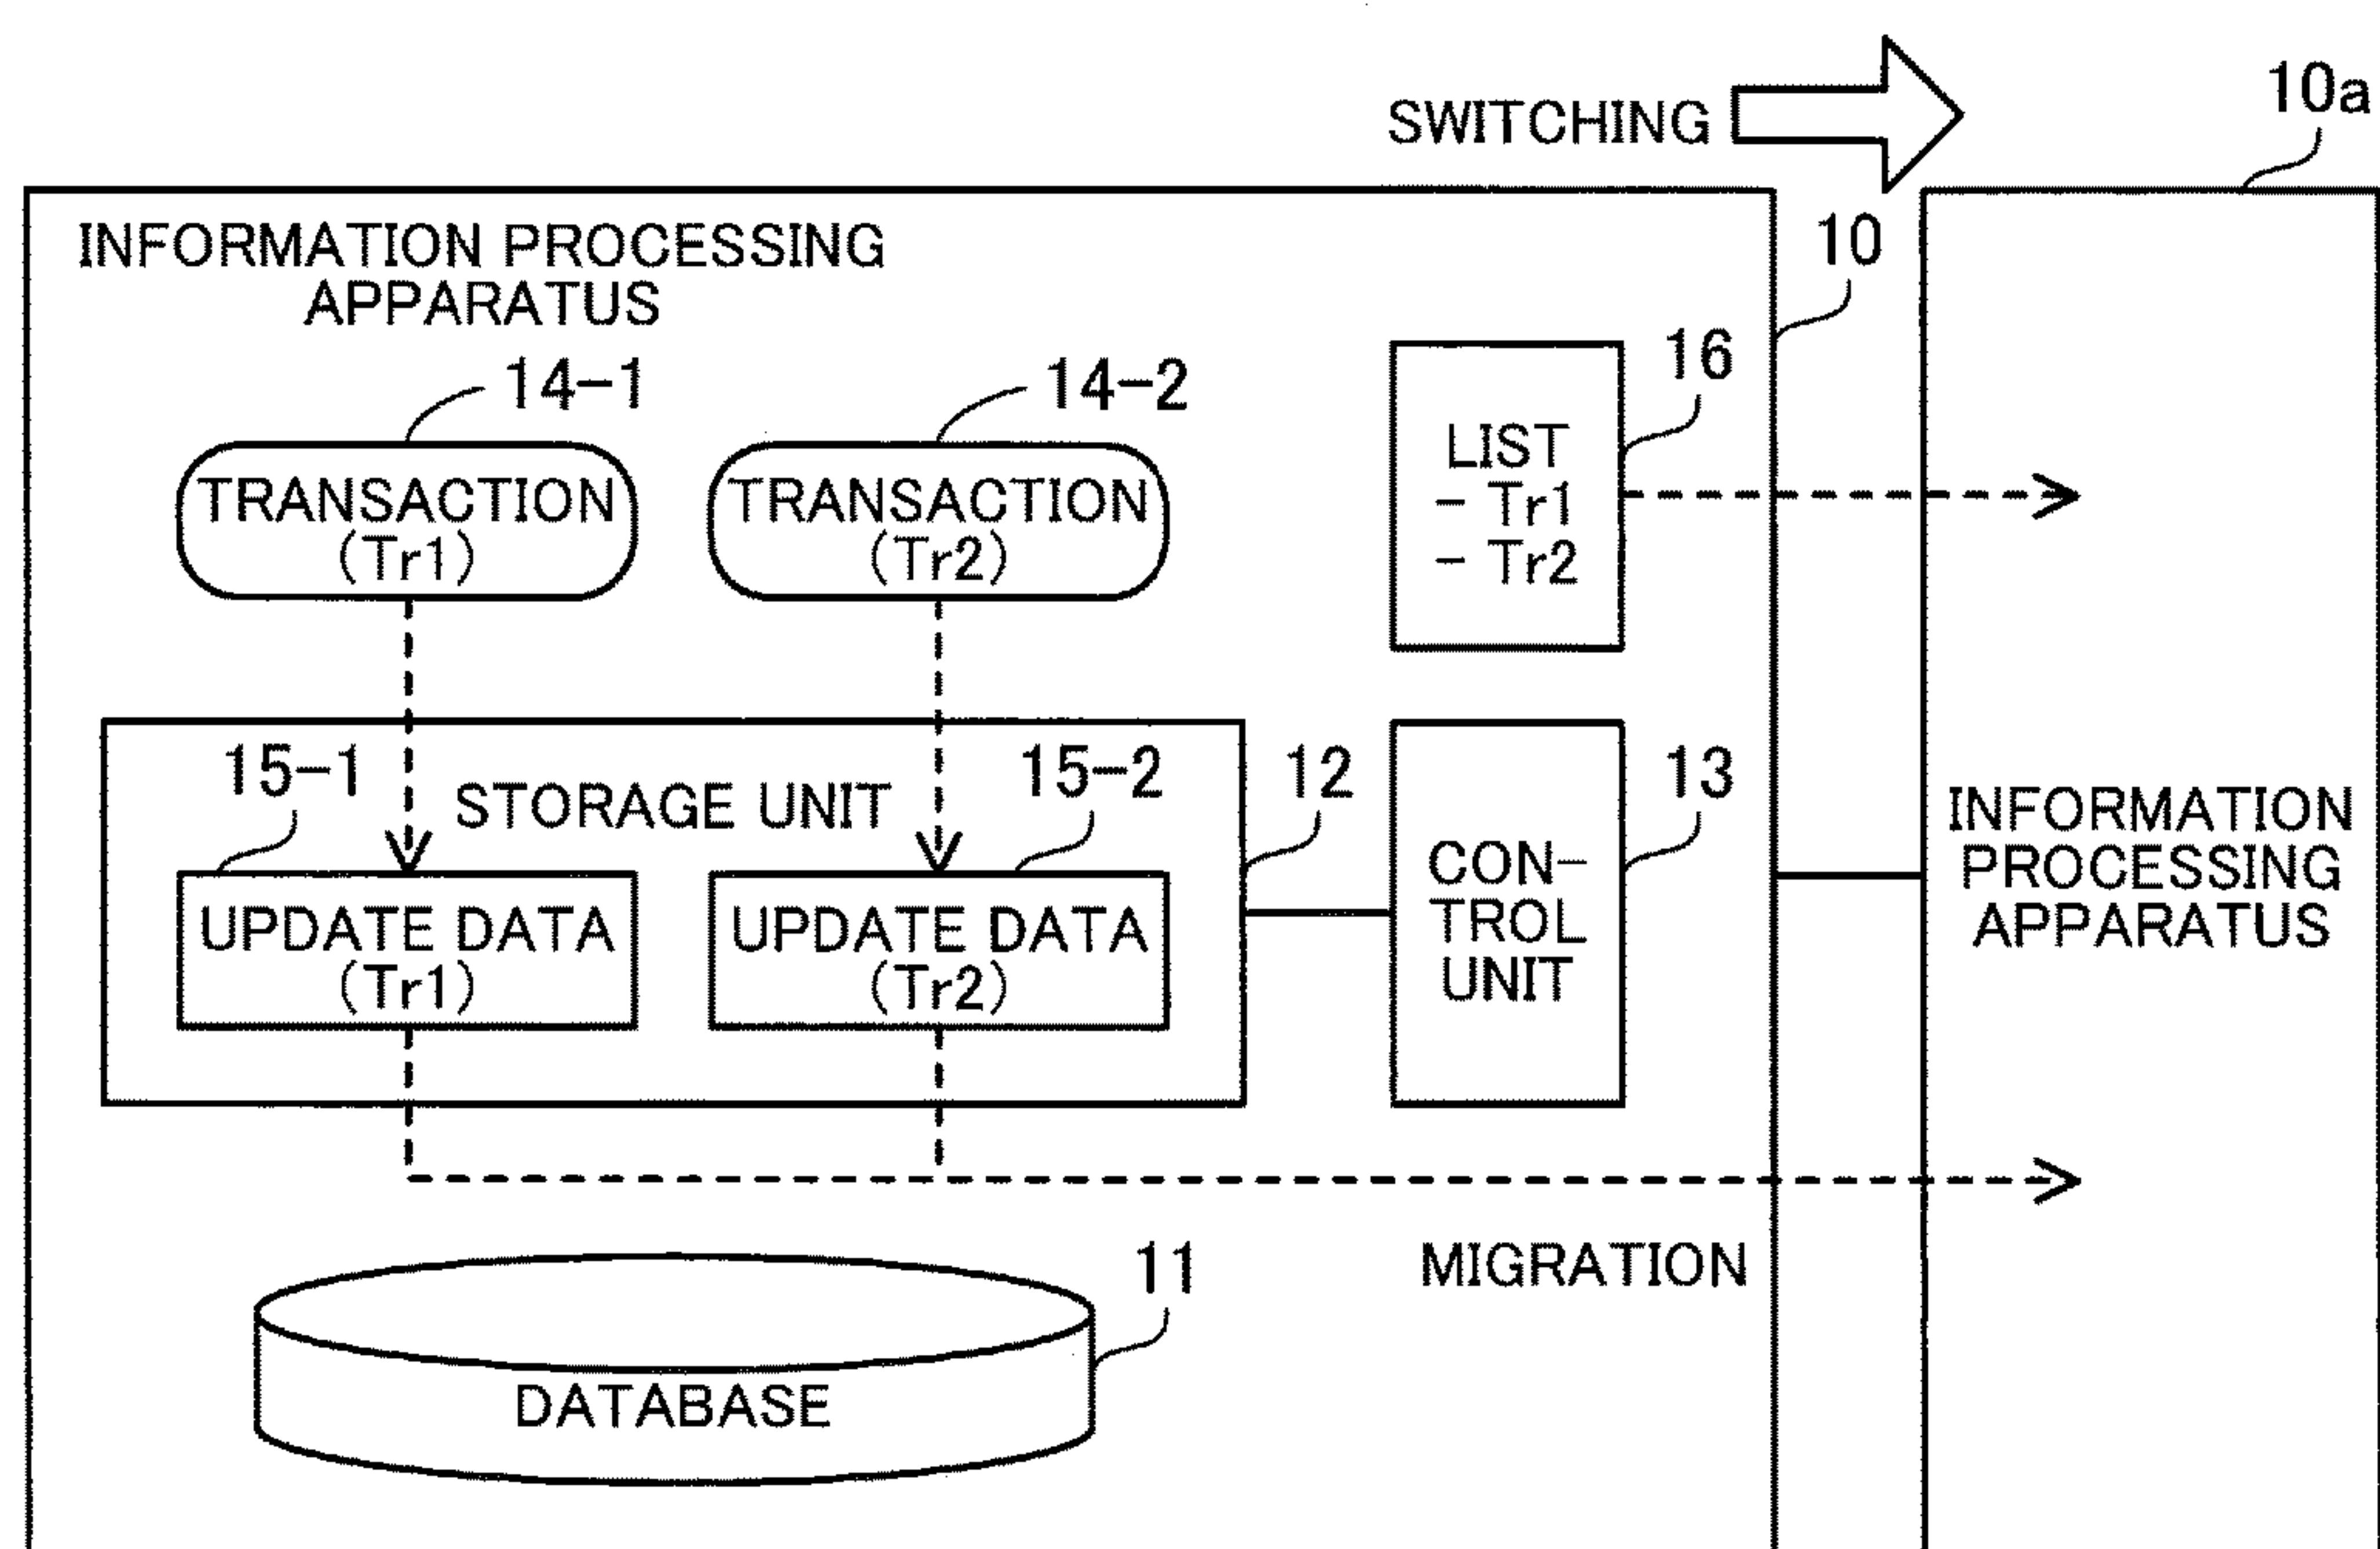 SWITCHING
10a
INFORMATION PROCESSING
APPARATUS
10
14-1
14-2
16
TRANSACTION
(Tr1)
TRANSACTION
(Tr2)
LIST
- Tr1
- Tr2
15-1
STORAGE UNIT
15-2
12
13
UPDATE DATA
(Tr1)
UPDATE DATA
(Tr2)
CON-
TROL
UNIT
INFORMATION
PROCESSING
APPARATUS
MIGRATION
11
DATABASE